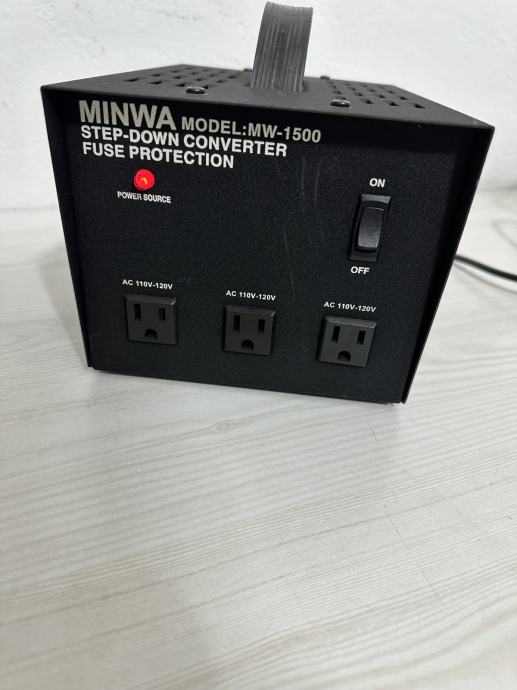 MINWA MODEL:MW-1500
STEP-DOWN CONVERTER
FUSE PROTECTION
POWER SOURCE
ON
OFF
AC 110V-120V
AC 110V-120V
AC 110V-120V